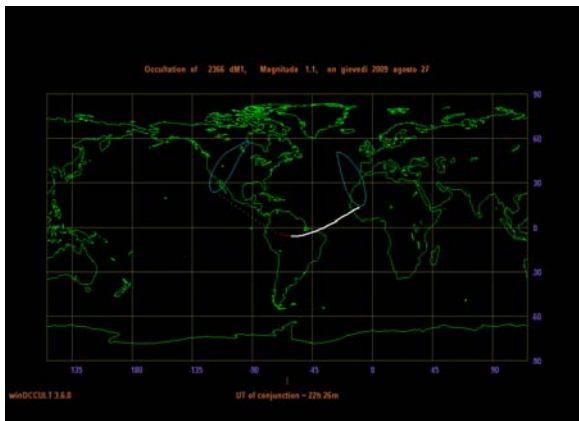 Occultation of 2366 dM1, Magnitude 1.1, on giovedì 2009 agosto 27
90
60
30
0
-30
-60
-90
135 180 -135 -90 -45 0 45 90
winOCCULT 3.6.0 UT of conjunction = 22h 26m